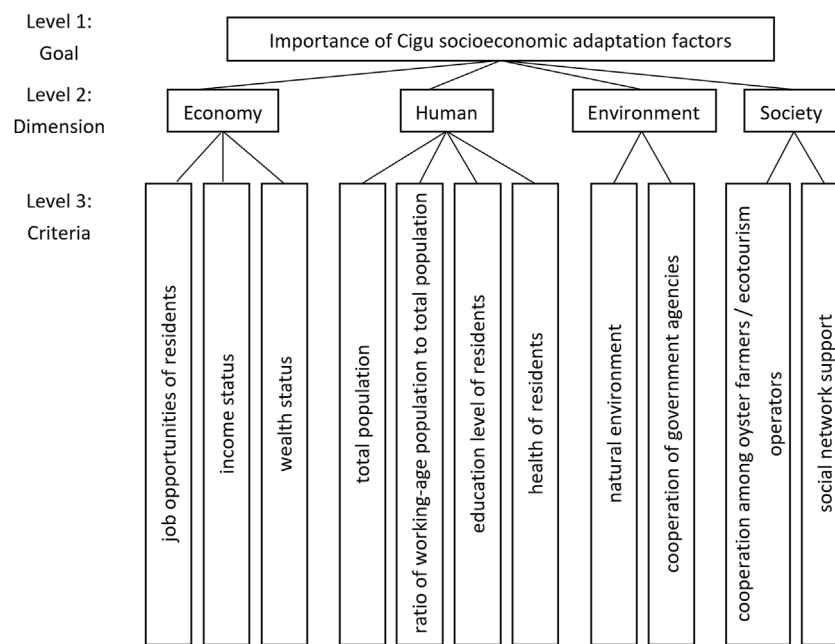 Level 1:
Goal
Importance of Cigu socioeconomic adaptation factors
Level 2:
Dimension
Economy
Human
Environment
Society
Level 3:
Criteria
job opportunities of residents
income status
wealth status
total population
ratio of working-age population to total population
education level of residents
health of residents
natural environment
cooperation of government agencies
cooperation among oyster farmers / ecotourism
operators
social network support